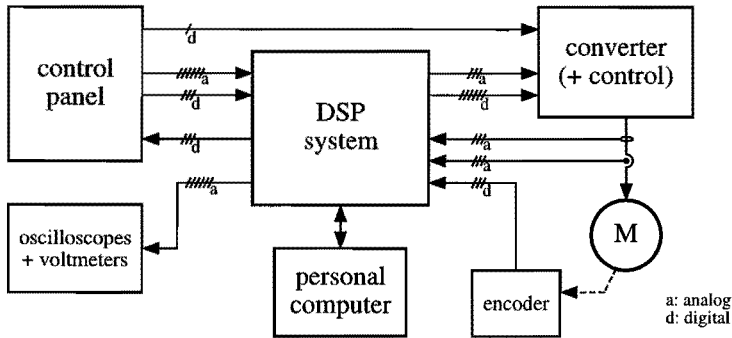 d
control
panel
a
d
d
DSP
system
a
d
a
a
d
converter
(+ control)
a
oscilloscopes
+ voltmeters
personal
computer
M
encoder
a: analog
d: digital